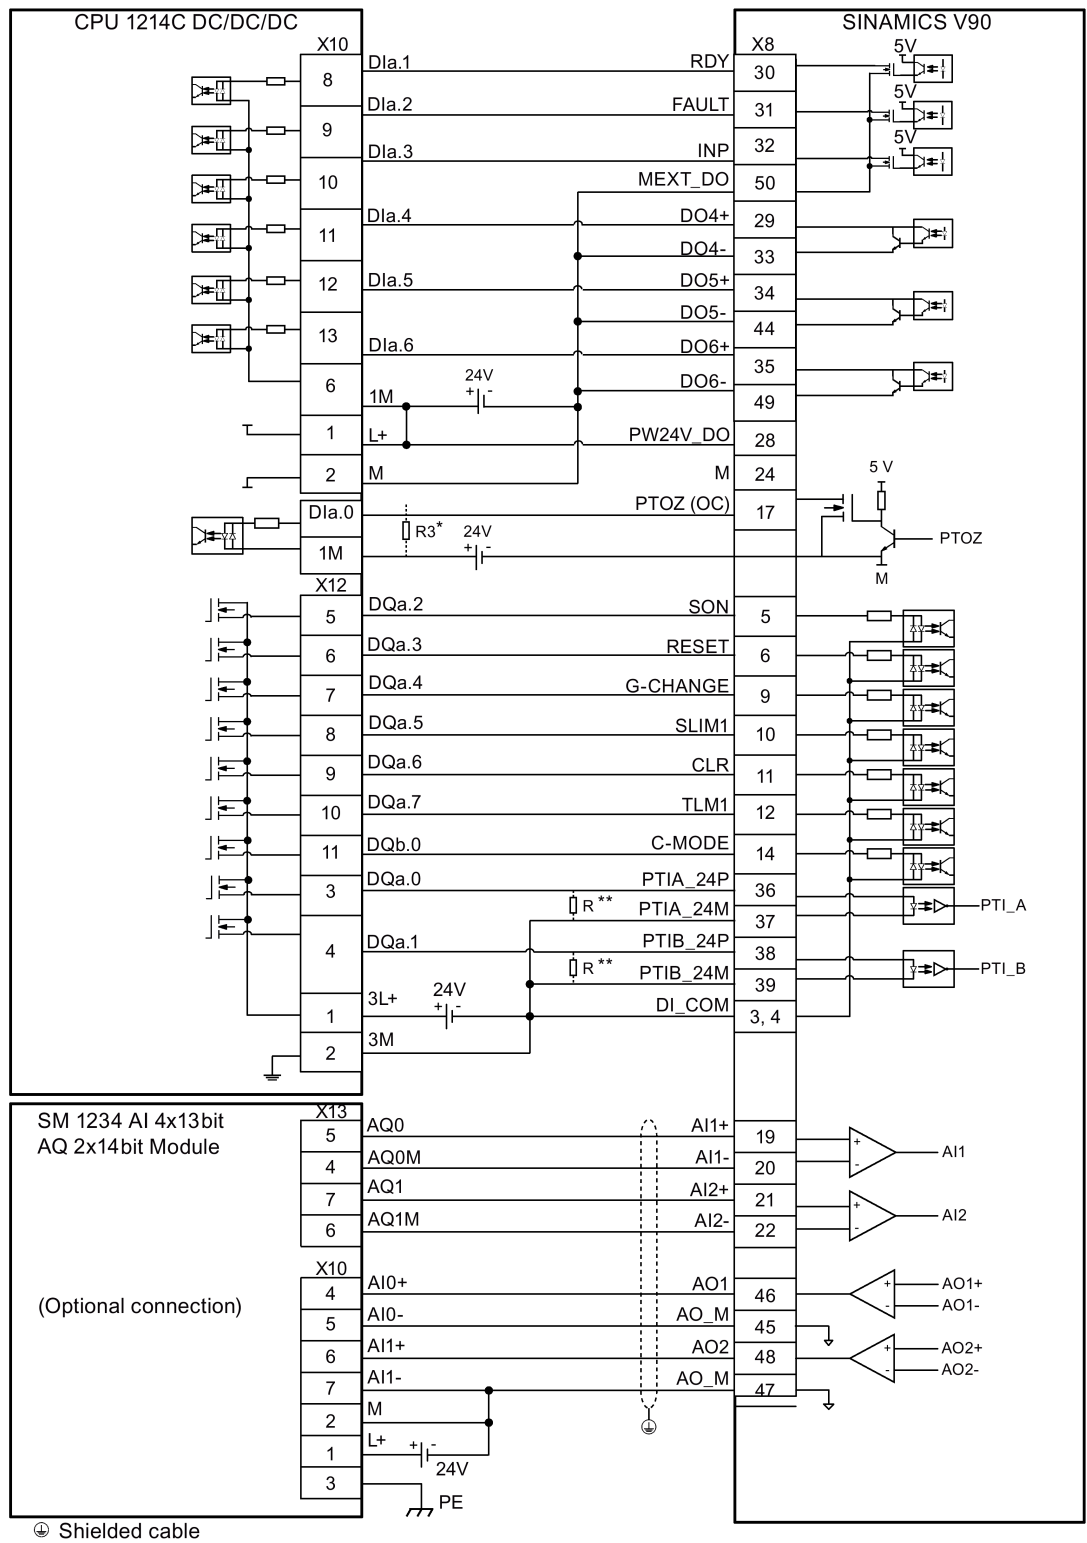 CPU 1214C DC/DC/DC
SINAMICS V90
X10
X8
5V
8 DIa.1 RDY 30
5V
9 DIa.2 FAULT 31
5V
10 DIa.3 INP 32
MEXT_DO 50
11 DIa.4 DO4+ 29
DO4- 33
12 DIa.5 DO5+ 34
DO5- 44
13 DIa.6 DO6+ 35
6 1M + 24V - DO6- 49
1 L+ PW24V_DO 28
2 M M 24
5 V
DIa.0 PTOZ (OC) 17
R3*
1M + 24V - PTOZ
M
X12
5 DQa.2 SON 5
6 DQa.3 RESET 6
7 DQa.4 G-CHANGE 9
8 DQa.5 SLIM1 10
9 DQa.6 CLR 11
10 DQa.7 TLM1 12
11 DQb.0 C-MODE 14
3 DQa.0 PTIA_24P 36
R ** PTIA_24M 37 PTI_A
4 DQa.1 PTIB_24P 38
R ** PTIB_24M 39 PTI_B
1 3L+ + 24V - DI_COM 3, 4
2 3M
SM 1234 AI 4x13bit
AQ 2x14bit Module
X13
5 AQ0 AI1+ 19 +
4 AQ0M AI1- 20 - AI1
7 AQ1 AI2+ 21 +
6 AQ1M AI2- 22 - AI2
X10
(Optional connection)
4 AI0+ AO1 46 + AO1+
- AO1-
5 AI0- AO_M 45
6 AI1+ AO2 48 + AO2+
- AO2-
7 AI1- AO_M 47
2 M
1 L+ + - 24V
3 PE
Shielded cable